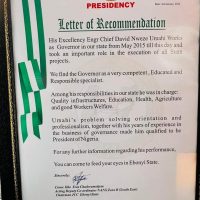 PRESIDENCY
Letter of Recommendation
His Excellency Engr Chief David Nweze Umahi Works
as Governor in our state from May 2015 till this day and
took an important role in the execution of all State
projects.
We find the Governor as a very competent , Educated and
Responsible specialist.
Among his responsibilities in our state he was in charge:
Quality infrastructures, Education, Health, Agriculture
and good Workers Welfare.
Umahi's problem solving orientation and
professionalism, together with his years of experience in
the business of governance made him qualified to be
President of Nigeria.
For any further information regarding his performance,
You can come to feed your eyes in Ebonyi State.
Sincerely